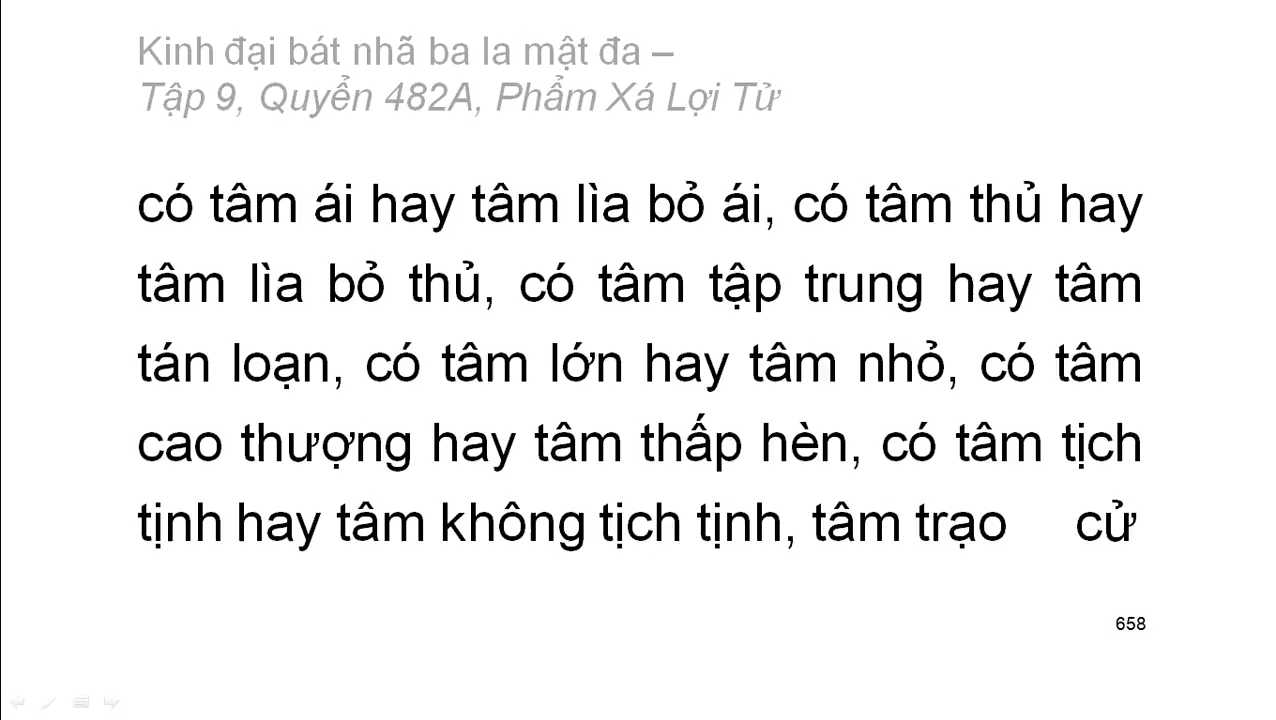 Kinh đại bát nhã ba la mật đa –
Tập 9, Quyển 482A, Phẩm Xá Lợi Tử
có tâm ái hay tâm lìa bỏ ái, có tâm thủ hay
tâm lìa bỏ thủ, có tâm tập trung hay tâm
tán loạn, có tâm lớn hay tâm nhỏ, có tâm
cao thượng hay tâm thấp hèn, có tâm tịch
tịnh hay tâm không tịch tịnh, tâm trạo cử
658